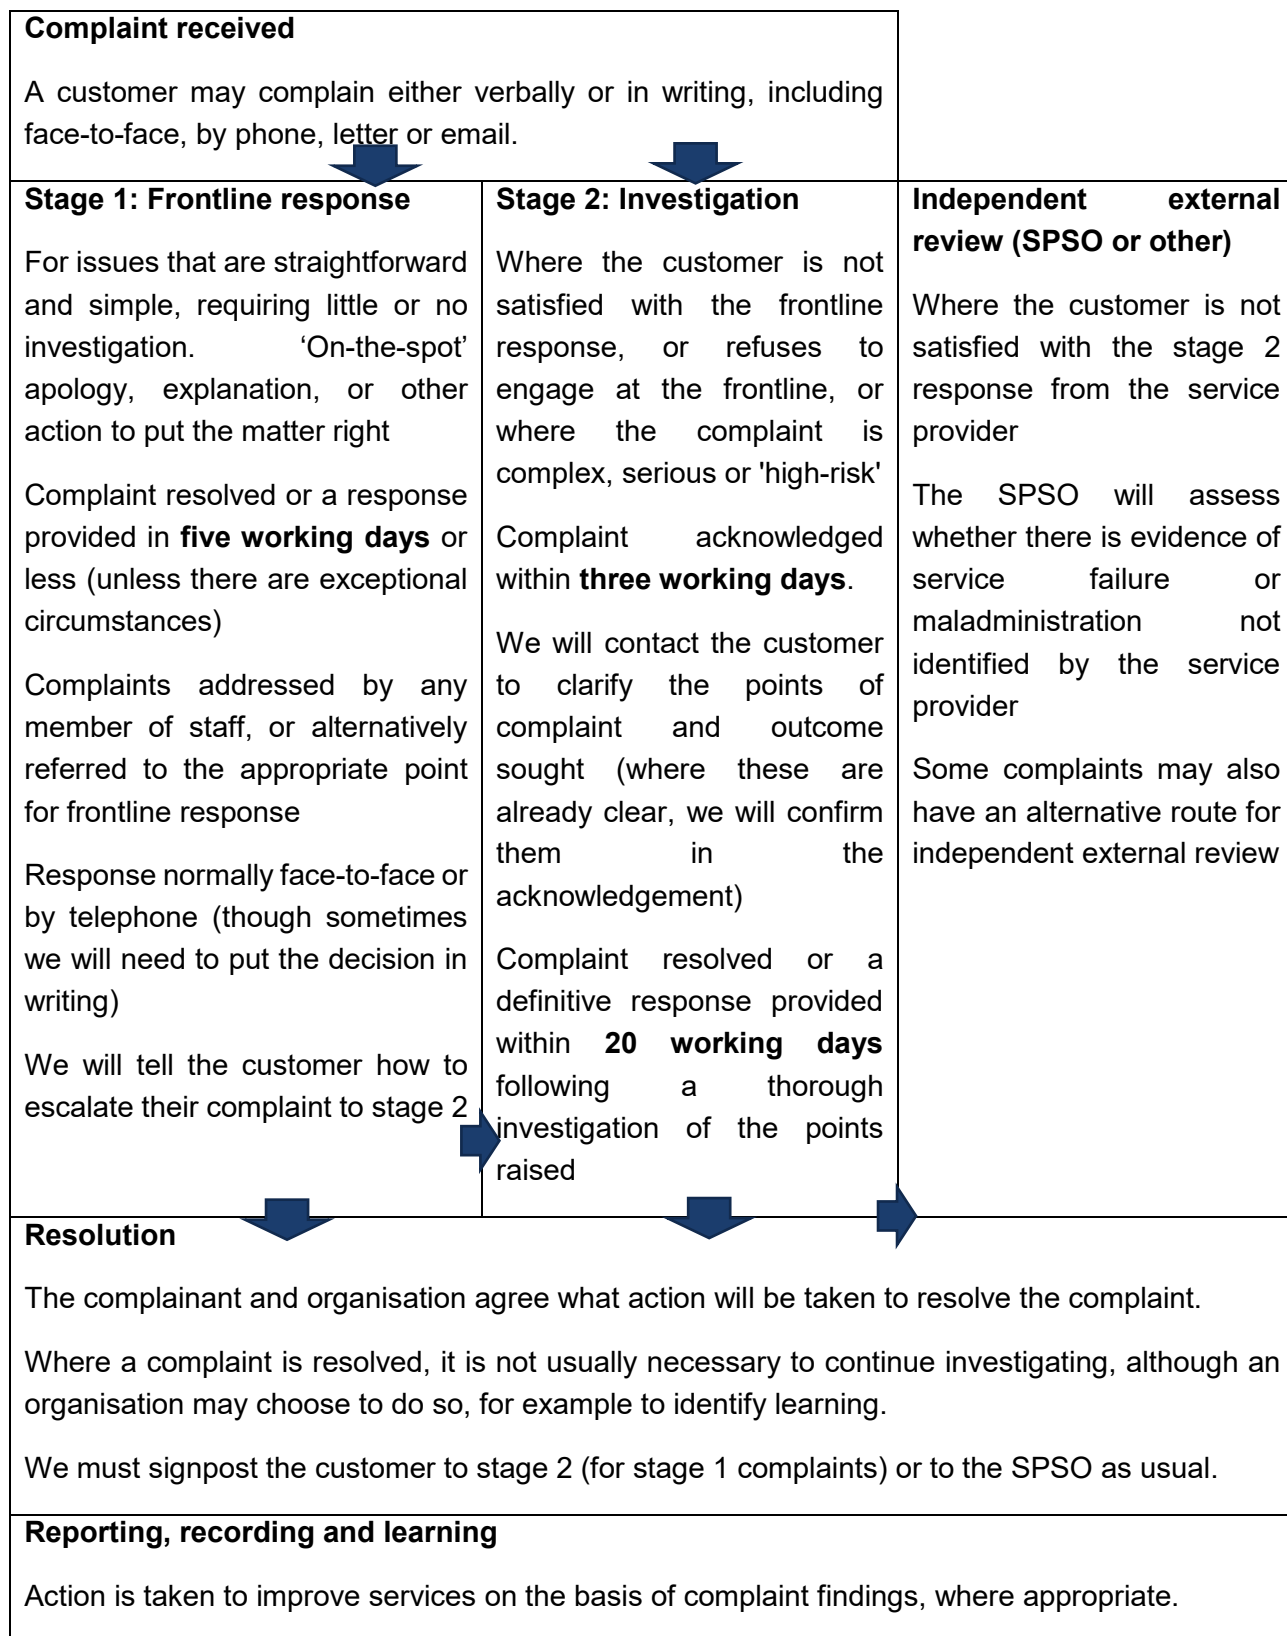 Complaint received
A customer may complain either verbally or in writing, including
face-to-face, by phone, letter or email.
Stage 1: Frontline response
For issues that are straightforward
and simple, requiring little or no
investigation. ‘On-the-spot’
apology, explanation, or other
action to put the matter right
Complaint resolved or a response
provided in five working days or
less (unless there are exceptional
circumstances)
Complaints addressed by any
member of staff, or alternatively
referred to the appropriate point
for frontline response
Response normally face-to-face or
by telephone (though sometimes
we will need to put the decision in
writing)
We will tell the customer how to
escalate their complaint to stage 2
Stage 2: Investigation
Where the customer is not
satisfied with the frontline
response, or refuses to
engage at the frontline, or
where the complaint is
complex, serious or 'high-risk'
Complaint acknowledged
within three working days.
We will contact the customer
to clarify the points of
complaint and outcome
sought (where these are
already clear, we will confirm
them in the
acknowledgement)
Complaint resolved or a
definitive response provided
within 20 working days
following a thorough
investigation of the points
raised
Independent external
review (SPSO or other)
Where the customer is not
satisfied with the stage 2
response from the service
provider
The SPSO will assess
whether there is evidence of
service failure or
maladministration not
identified by the service
provider
Some complaints may also
have an alternative route for
independent external review
Resolution
The complainant and organisation agree what action will be taken to resolve the complaint.
Where a complaint is resolved, it is not usually necessary to continue investigating, although an
organisation may choose to do so, for example to identify learning.
We must signpost the customer to stage 2 (for stage 1 complaints) or to the SPSO as usual.
Reporting, recording and learning
Action is taken to improve services on the basis of complaint findings, where appropriate.